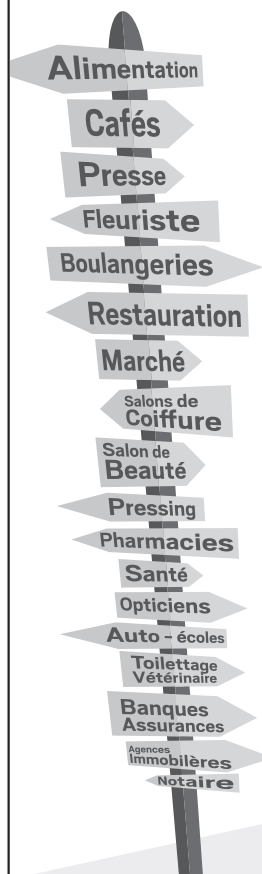 Alimentation
Cafés
Presse
Fleuriste
Boulangeries
Restauration
Marché
Salons de
Coiffure
Salon de
Beauté
Pressing
Pharmacies
Santé
Opticiens
Auto - écoles
Toilettage
Vétérinaire
Banques
Assurances
Agences
Immobilères
Notaire